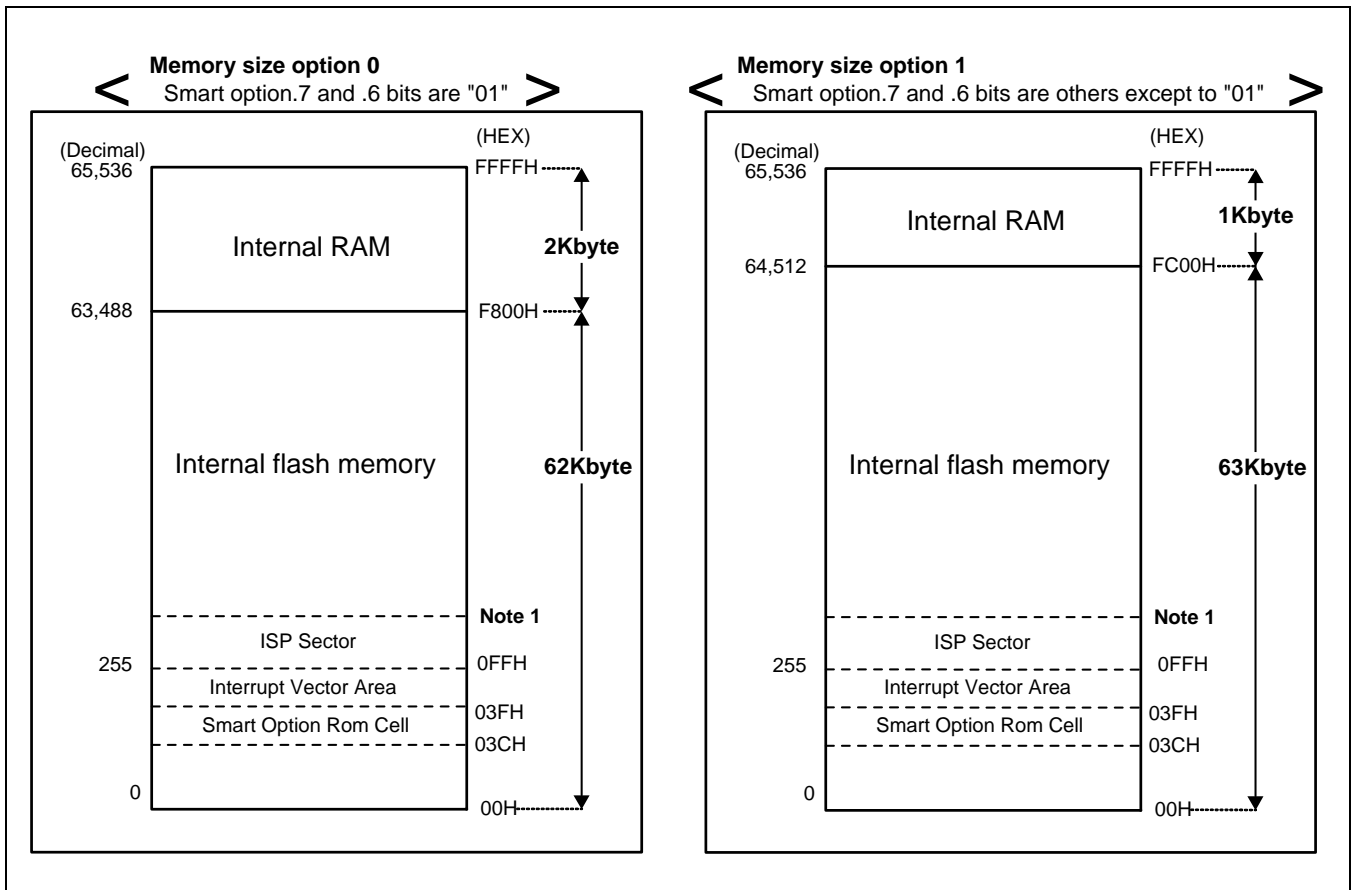 Memory size option 0
< Smart option.7 and .6 bits are "01" >
(Decimal)
(HEX)
65,536
FFFFH
Internal RAM
2Kbyte
63,488
F800H
Internal flash memory
62Kbyte
Note 1
ISP Sector
255
0FFH
Interrupt Vector Area
03FH
Smart Option Rom Cell
03CH
0
00H
Memory size option 1
< Smart option.7 and .6 bits are others except to "01" >
(Decimal)
(HEX)
65,536
FFFFH
Internal RAM
1Kbyte
64,512
FC00H
Internal flash memory
63Kbyte
Note 1
ISP Sector
255
0FFH
Interrupt Vector Area
03FH
Smart Option Rom Cell
03CH
0
00H